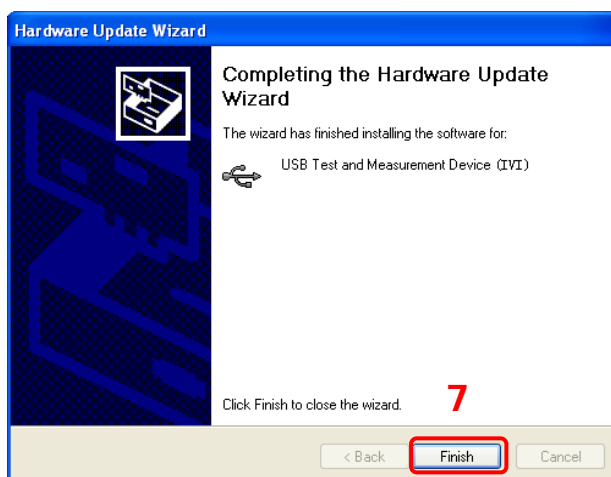 Hardware Update Wizard
Completing the Hardware Update
Wizard
The wizard has finished installing the software for:
USB Test and Measurement Device (IVI)
Click Finish to close the wizard.
7
< Back
Finish
Cancel